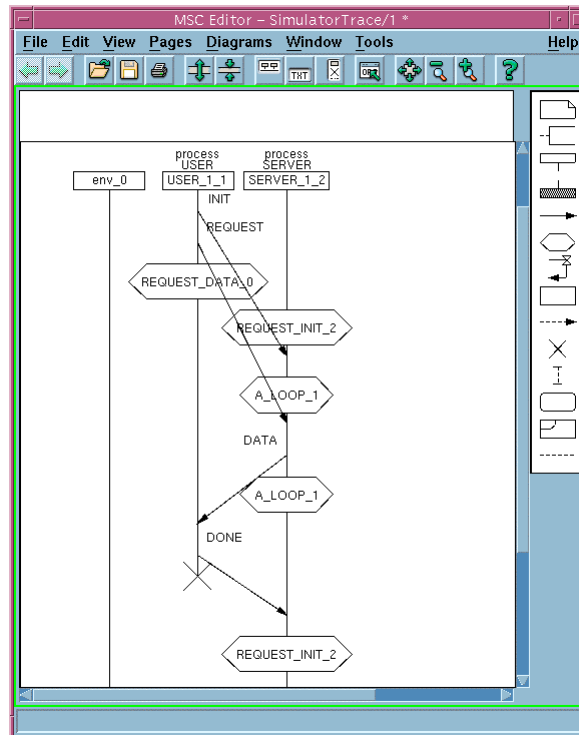 MSC Editor - SimulatorTrace/1 *
File Edit View Pages Diagrams Window Tools Help
TXT
process process
USER SERVER
env_0 USER_1_1 SERVER_1_2
INIT
REQUEST
REQUEST_DATA_0
REQUEST_INIT_2
A_LOOP_1
DATA
A_LOOP_1
DONE
REQUEST_INIT_2